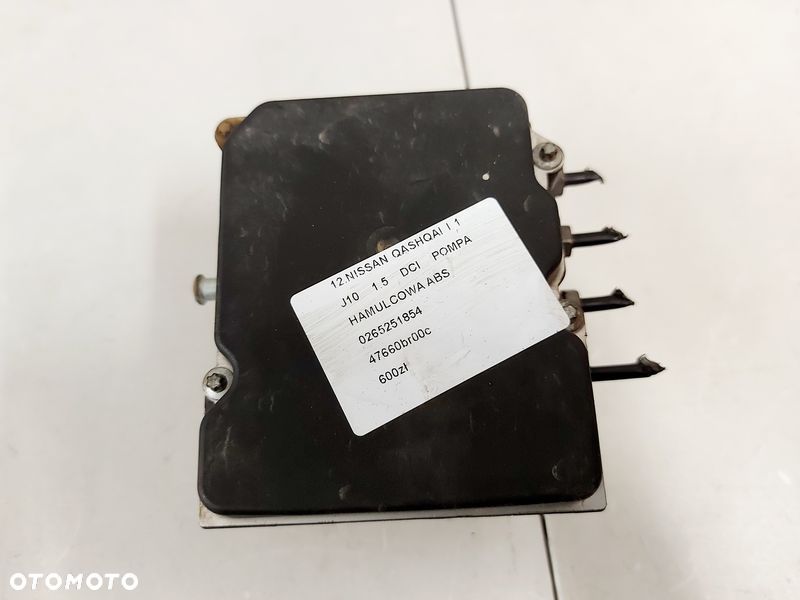 12.NISSAN QASHQAI I 1
J10 1.5 DCI POMPA
HAMULCOWA ABS
0265251854
47660br00c
600zł
OTOMOTO